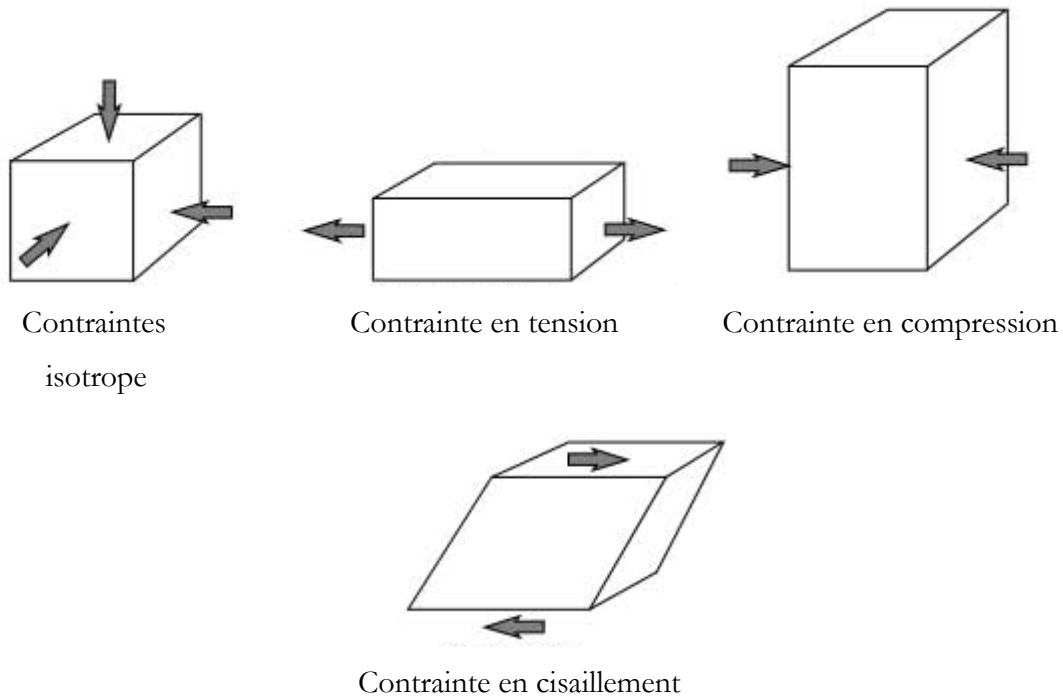 Contraintes
isotrope
Contrainte en tension
Contrainte en compression
Contrainte en cisaillement